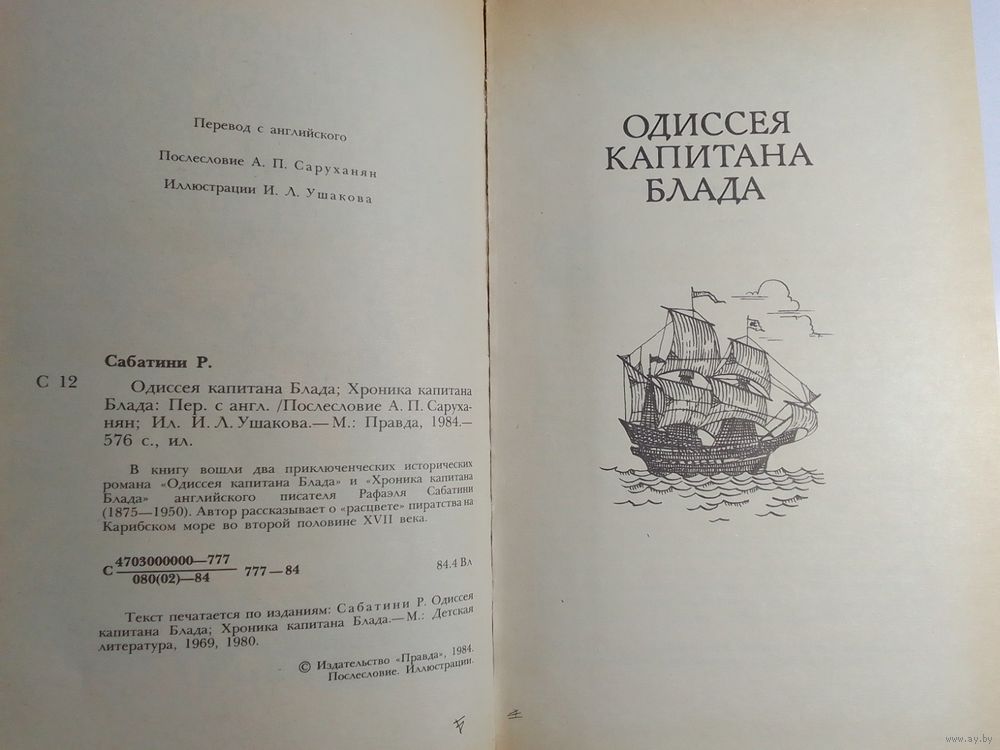 Перевод с английского
Послесловие А. П. Саруханян
Иллюстрации И. Л. Ушакова
Сабатини Р.
С 12
Одиссея капитана Блада; Хроника капитана
Блада: Пер. с англ. /Послесловие А. П. Саруха-
нян; Ил. И. Л. Ушакова.— М.: Правда, 1984.—
576 с., ил.
В книгу вошли два приключенческих исторических
романа «Одиссея капитана Блада» и «Хроника капитана
Блада» английского писателя Рафаэля Сабатини
(1875—1950). Автор рассказывает о «расцвете» пиратства на
Карибском море во второй половине XVII века.
С 4703000000—777
080(02)—84
777—84
84.4 Вл
Текст печатается по изданиям: Сабатини Р. Одиссея
капитана Блада; Хроника капитана Блада.— М.: Детская
литература, 1969, 1980.
© Издательство «Правда», 1984.
Послесловие. Иллюстрации.
ОДИССЕЯ
КАПИТАНА
БЛАДА
www.ay.by